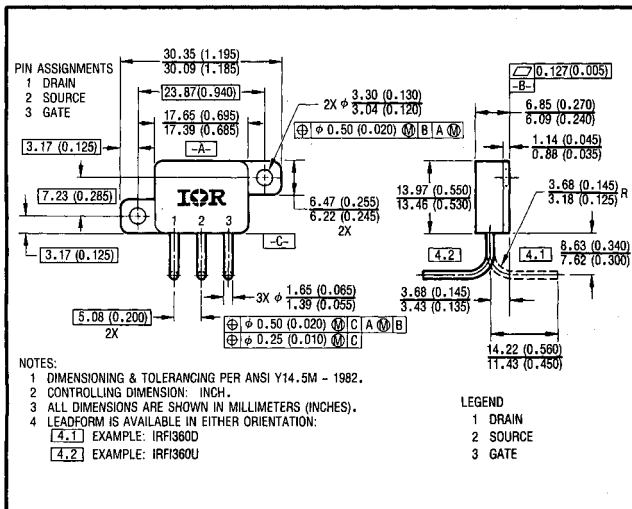 PIN ASSIGNMENTS
1 DRAIN
2 SOURCE
3 GATE
30.35 (1.195)
30.09 (1.185)
23.87(0.940)
17.65 (0.695)
17.39 (0.685)
3.17 (0.125)
-A-
2X ϕ 3.30 (0.130)
3.04 (0.120)
⌖ ϕ 0.50 (0.020) Ⓜ B A Ⓜ
⏥ 0.127(0.005)
-B-
6.85 (0.270)
6.09 (0.240)
1.14 (0.045)
0.88 (0.035)
7.23 (0.285)
IOR
1 2 3
6.47 (0.255)
6.22 (0.245)
2X
13.97 (0.550)
13.46 (0.530)
3.68 (0.145)
3.18 (0.125) R
3.17 (0.125)
-C-
4.2
4.1
8.63 (0.340)
7.62 (0.300)
3X ϕ 1.65 (0.065)
1.39 (0.055)
3.68 (0.145)
3.43 (0.135)
5.08 (0.200)
2X
⌖ ϕ 0.50 (0.020) Ⓜ C A Ⓜ B
⌖ ϕ 0.25 (0.010) Ⓜ C
14.22 (0.560)
11.43 (0.450)
NOTES:
1 DIMENSIONING & TOLERANCING PER ANSI Y14.5M - 1982.
2 CONTROLLING DIMENSION: INCH.
3 ALL DIMENSIONS ARE SHOWN IN MILLIMETERS (INCHES).
4 LEADFORM IS AVAILABLE IN EITHER ORIENTATION:
4.1 EXAMPLE: IRFI360D
4.2 EXAMPLE: IRFI360U
LEGEND
1 DRAIN
2 SOURCE
3 GATE